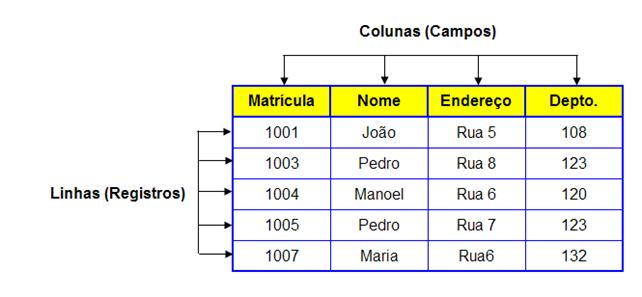 Colunas (Campos)
Matrícula Nome Endereço Depto.
1001 João Rua 5 108
1003 Pedro Rua 8 123
Linhas (Registros) 1004 Manoel Rua 6 120
1005 Pedro Rua 7 123
1007 Maria Rua6 132